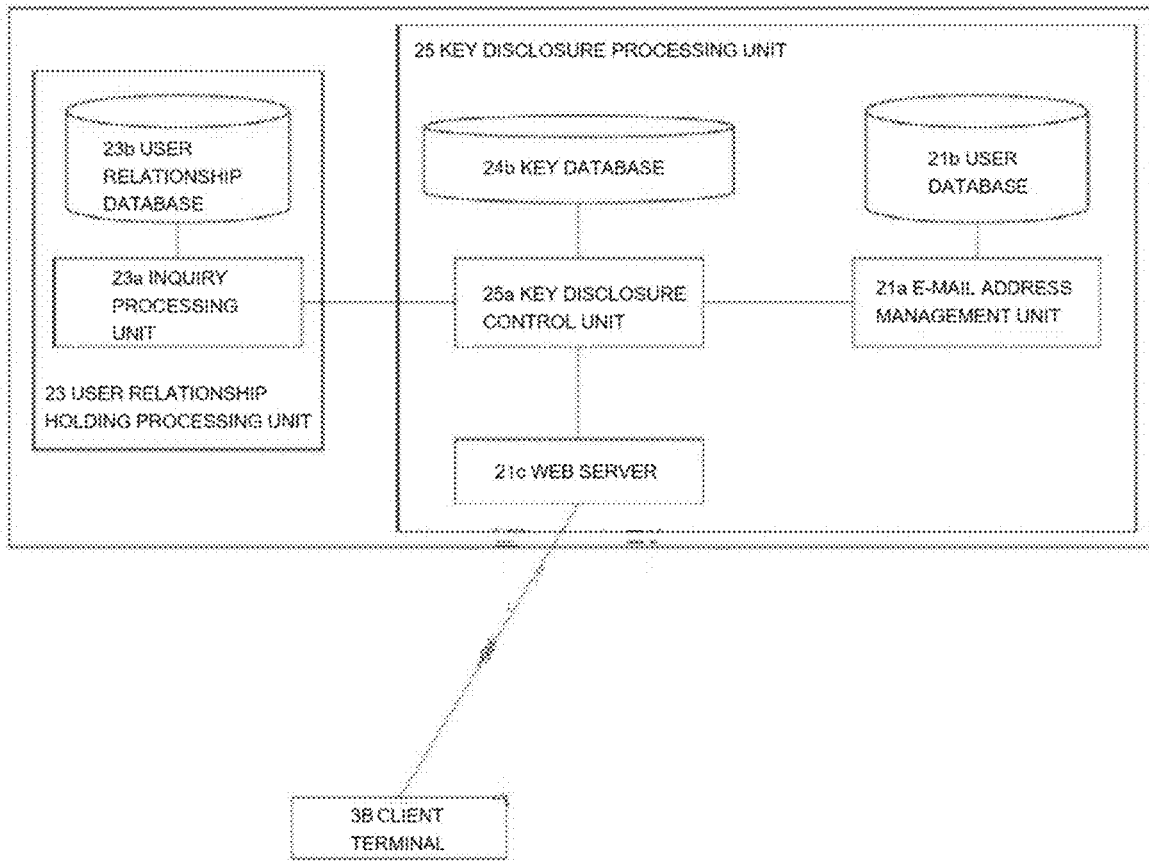 25 KEY DISCLOSURE PROCESSING UNIT
23b USER
RELATIONSHIP
DATABASE
24b KEY DATABASE
21b USER
DATABASE
23a INQUIRY
PROCESSING
UNIT
25a KEY DISCLOSURE
CONTROL UNIT
21a E-MAIL ADDRESS
MANAGEMENT UNIT
23 USER RELATIONSHIP
HOLDING PROCESSING UNIT
21c WEB SERVER
3B CLIENT
TERMINAL